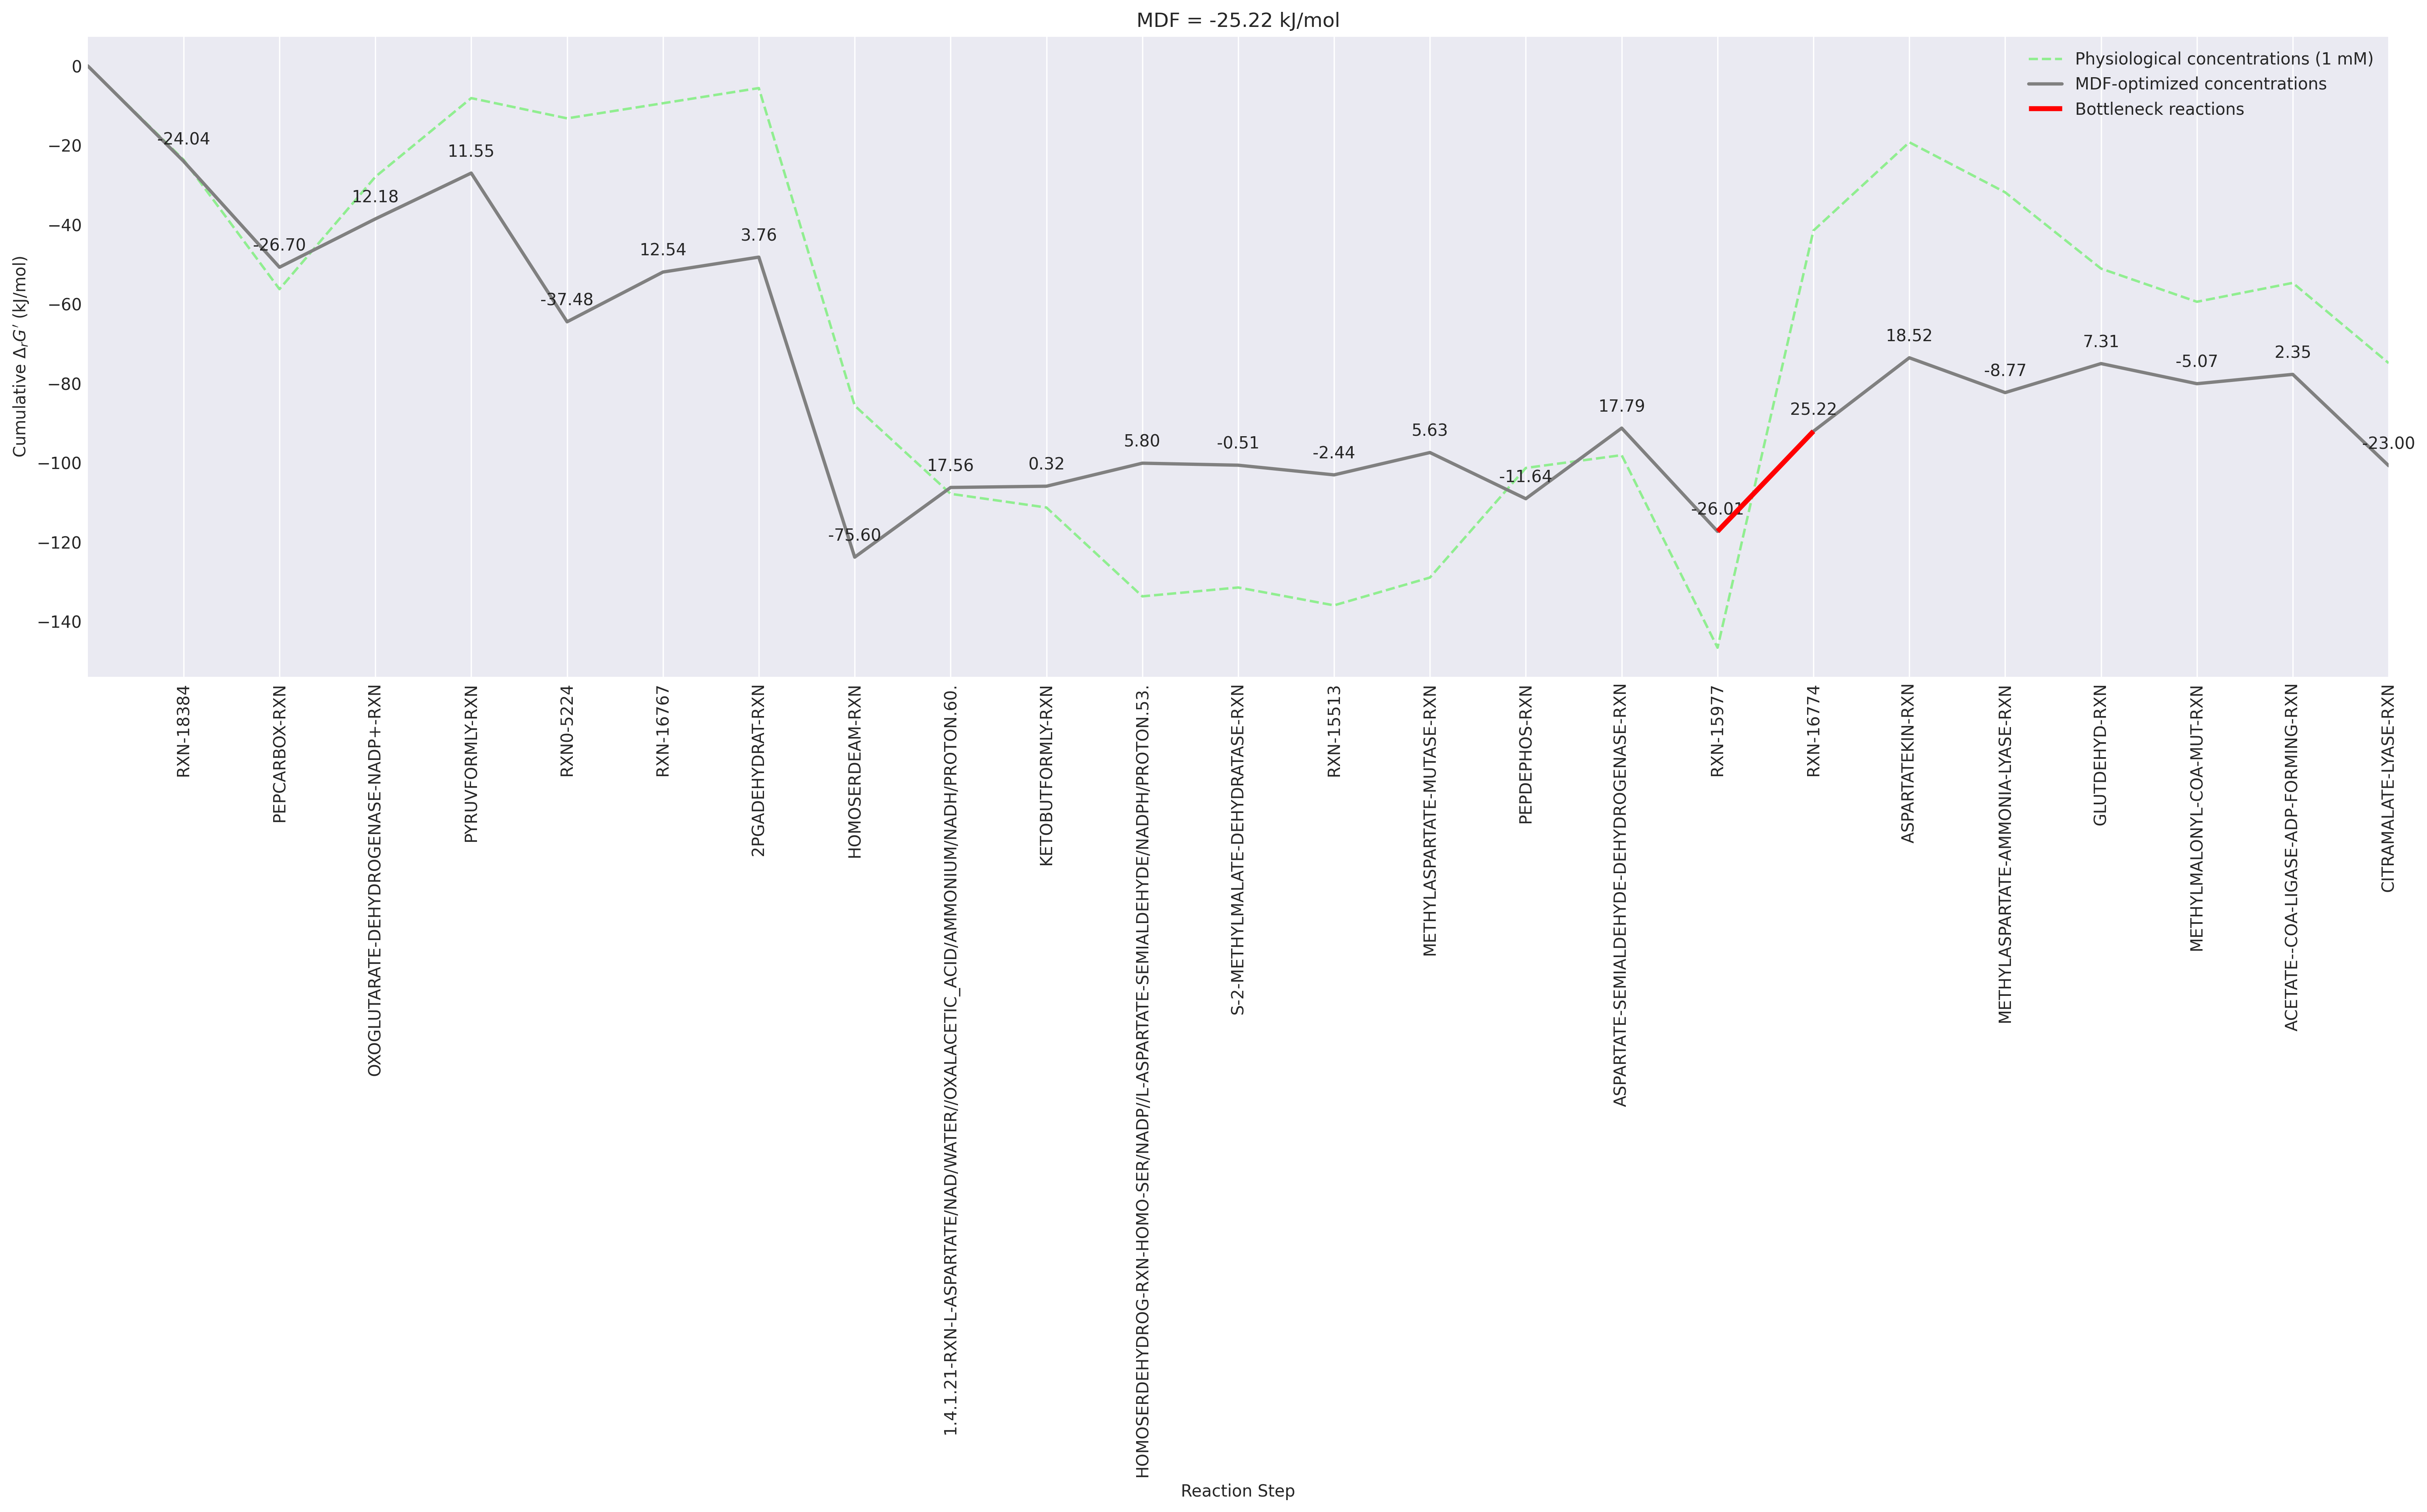 MDF = -25.22 kJ/mol
Physiological concentrations (1 mM)
MDF-optimized concentrations
Bottleneck reactions
Cumulative ΔrG′ (kJ/mol)
0
−20
−40
−60
−80
−100
−120
−140
-24.04
-26.70
12.18
11.55
-37.48
12.54
3.76
-75.60
17.56
0.32
5.80
-0.51
-2.44
5.63
-11.64
17.79
-26.01
25.22
18.52
-8.77
7.31
-5.07
2.35
-23.00
RXN-18384
PEPCARBOX-RXN
OXOGLUTARATE-DEHYDROGENASE-NADP+-RXN
PYRUVFORMLY-RXN
RXN0-5224
RXN-16767
2PGADEHYDRAT-RXN
HOMOSERDEAM-RXN
1.4.1.21-RXN-L-ASPARTATE/NAD/WATER//OXALACETIC_ACID/AMMONIUM/NADH/PROTON.60.
KETOBUTFORMLY-RXN
HOMOSERDEHYDROG-RXN-HOMO-SER/NADP//L-ASPARTATE-SEMIALDEHYDE/NADPH/PROTON.53.
S-2-METHYLMALATE-DEHYDRATASE-RXN
RXN-15513
METHYLASPARTATE-MUTASE-RXN
PEPDEPHOS-RXN
ASPARTATE-SEMIALDEHYDE-DEHYDROGENASE-RXN
RXN-15977
RXN-16774
ASPARTATEKIN-RXN
METHYLASPARTATE-AMMONIA-LYASE-RXN
GLUTDEHYD-RXN
METHYLMALONYL-COA-MUT-RXN
ACETATE--COA-LIGASE-ADP-FORMING-RXN
CITRAMALATE-LYASE-RXN
Reaction Step